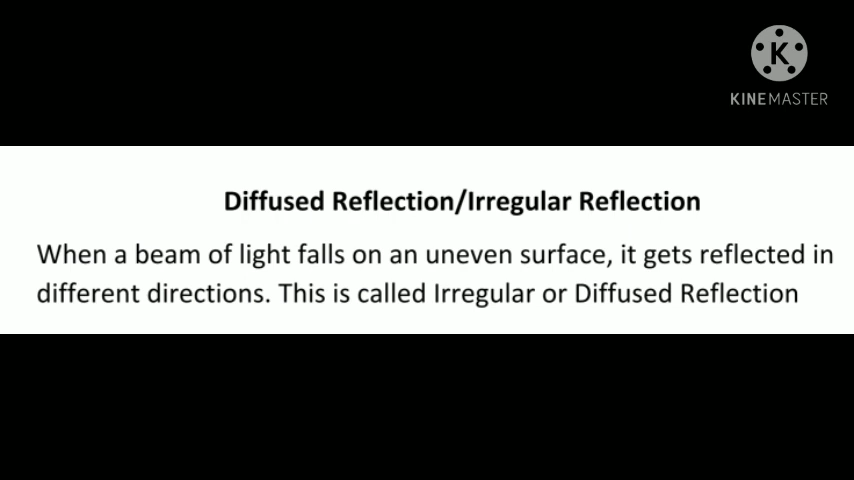 KINEMASTER
Diffused Reflection/Irregular Reflection
When a beam of light falls on an uneven surface, it gets reflected in
different directions. This is called Irregular or Diffused Reflection